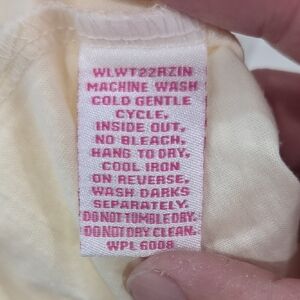 WLWT22RZIN
MACHINE WASH
COLD GENTLE
CYCLE,
INSIDE OUT,
NO BLEACH,
HANG TO DRY,
COOL IRON
ON REVERSE,
WASH DARKS
SEPARATELY.
DO NOT TUMBLE DRY.
DO NOT DRY CLEAN.
WPL 6008